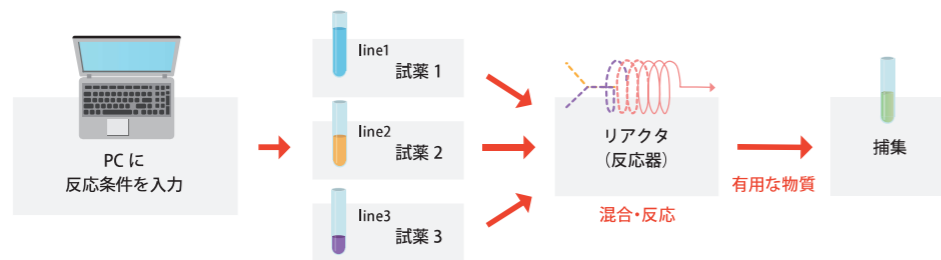 PC に
反応条件を入力
line1
試薬 1
line2
試薬 2
line3
試薬 3
リアクタ
（反応器）
混合・反応
有用な物質
捕集